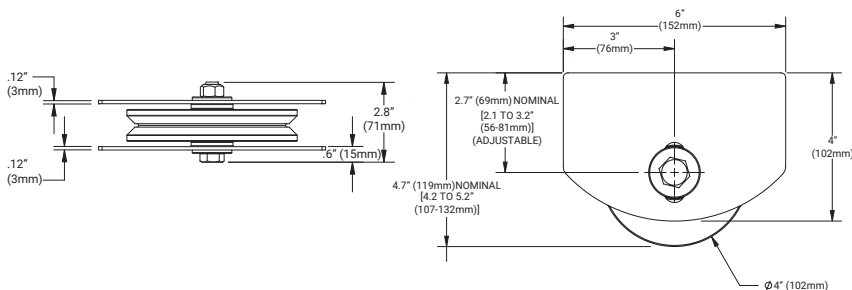 .12"
(3mm)
.12"
(3mm)
2.8"
(71mm)
.6" (15mm)
6"
(152mm)
3"
(76mm)
2.7" (69mm) NOMINAL
[2.1 TO 3.2"
(56-81mm)]
(ADJUSTABLE)
4.7" (119mm) NOMINAL
[4.2 TO 5.2"
(107-132mm)]
4"
(102mm)
Ø 4" (102mm)